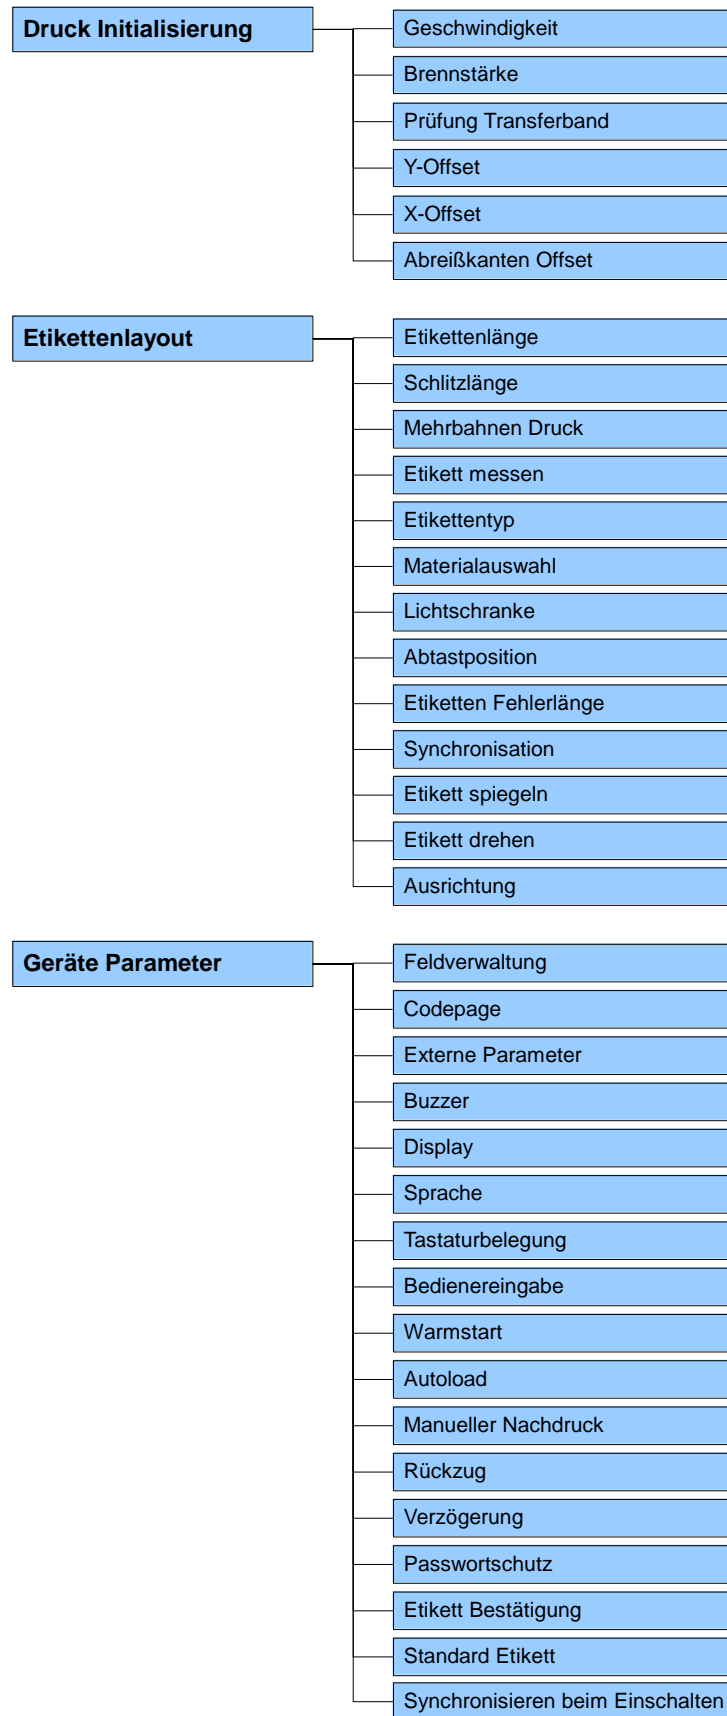 Druck Initialisierung
Geschwindigkeit
Brennstärke
Prüfung Transferband
Y-Offset
X-Offset
Abreißkanten Offset
Etikettenlayout
Etikettenlänge
Schlitzlänge
Mehrbahnen Druck
Etikett messen
Etikettentyp
Materialauswahl
Lichtschranke
Abtastposition
Etiketten Fehlerlänge
Synchronisation
Etikett spiegeln
Etikett drehen
Ausrichtung
Geräte Parameter
Feldverwaltung
Codepage
Externe Parameter
Buzzer
Display
Sprache
Tastaturbelegung
Bedienereingabe
Warmstart
Autoload
Manueller Nachdruck
Rückzug
Verzögerung
Passwortschutz
Etikett Bestätigung
Standard Etikett
Synchronisieren beim Einschalten